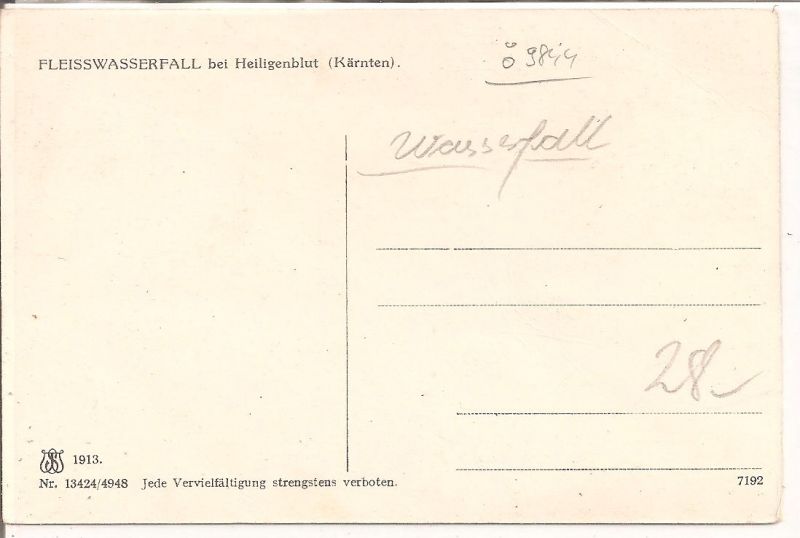 FLEISSWASSERFALL bei Heiligenblut (Kärnten).
Ö 9844
Wasserfall
28
1913.
Nr. 13424/4948 Jede Vervielfältigung strengstens verboten.
7192